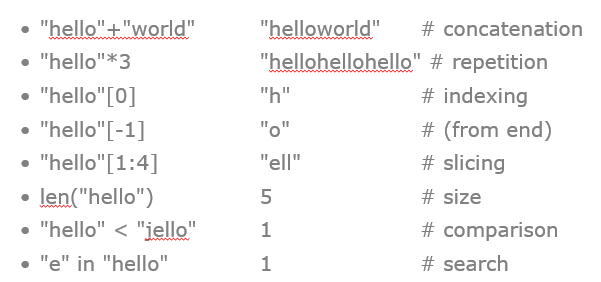 • "hello"+"world" "helloworld" # concatenation
• "hello"*3 "hellohellohello" # repetition
• "hello"[0] "h" # indexing
• "hello"[-1] "o" # (from end)
• "hello"[1:4] "ell" # slicing
• len("hello") 5 # size
• "hello" < "jello" 1 # comparison
• "e" in "hello" 1 # search